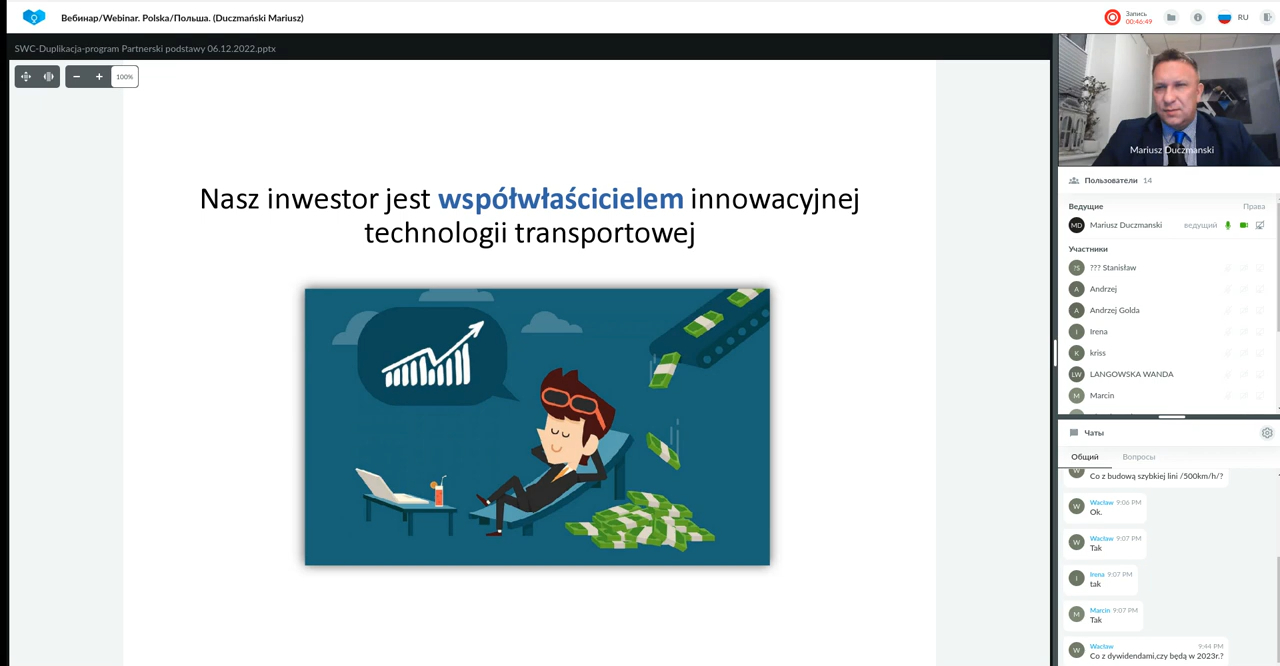 Вебинар/Webinar. Polska/Польша. (Duczmański Mariusz)
Запись
00:46:49
RU
SWC-Duplikacja-program Partnerski podstawy 06.12.2022.pptx
100%
Nasz inwestor jest współwłaścicielem innowacyjnej
technologii transportowej
Mariusz Duczmanski
Пользователи 14
Ведущие Права
MD Mariusz Duczmanski ведущий
Участники
?S ??? Stanisław
A Andrzej
A Andrzej Golda
I Irena
K kriss
LW LANGOWSKA WANDA
M Marcin
Чаты
Общий Вопросы
W Co z budową szybkiej lini /500km/h/?
W Wacław 9:06 PM
Ok.
W Wacław 9:07 PM
Tak
I Irena 9:07 PM
tak
M Marcin 9:07 PM
Tak
W Wacław 9:44 PM
Co z dywidendami,czy będą w 2023r.?